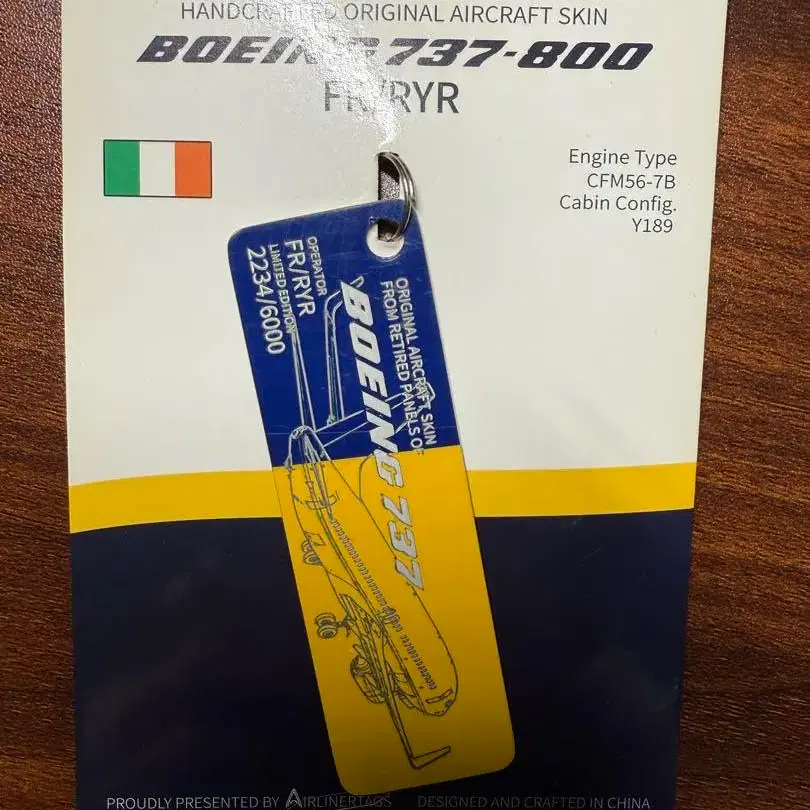 HANDCRAFTED ORIGINAL AIRCRAFT SKIN
BOEING 737-800
FR/RYR
Engine Type
CFM56-7B
Cabin Config.
Y189
ORIGINAL AIRCRAFT SKIN
FROM RETIRED PANELS OF
BOEING 737
OPERATOR
FR/RYR
LIMITED EDITION
2234/6000
PROUDLY PRESENTED BY AIRLINERTAGS DESIGNED AND CRAFTED IN CHINA